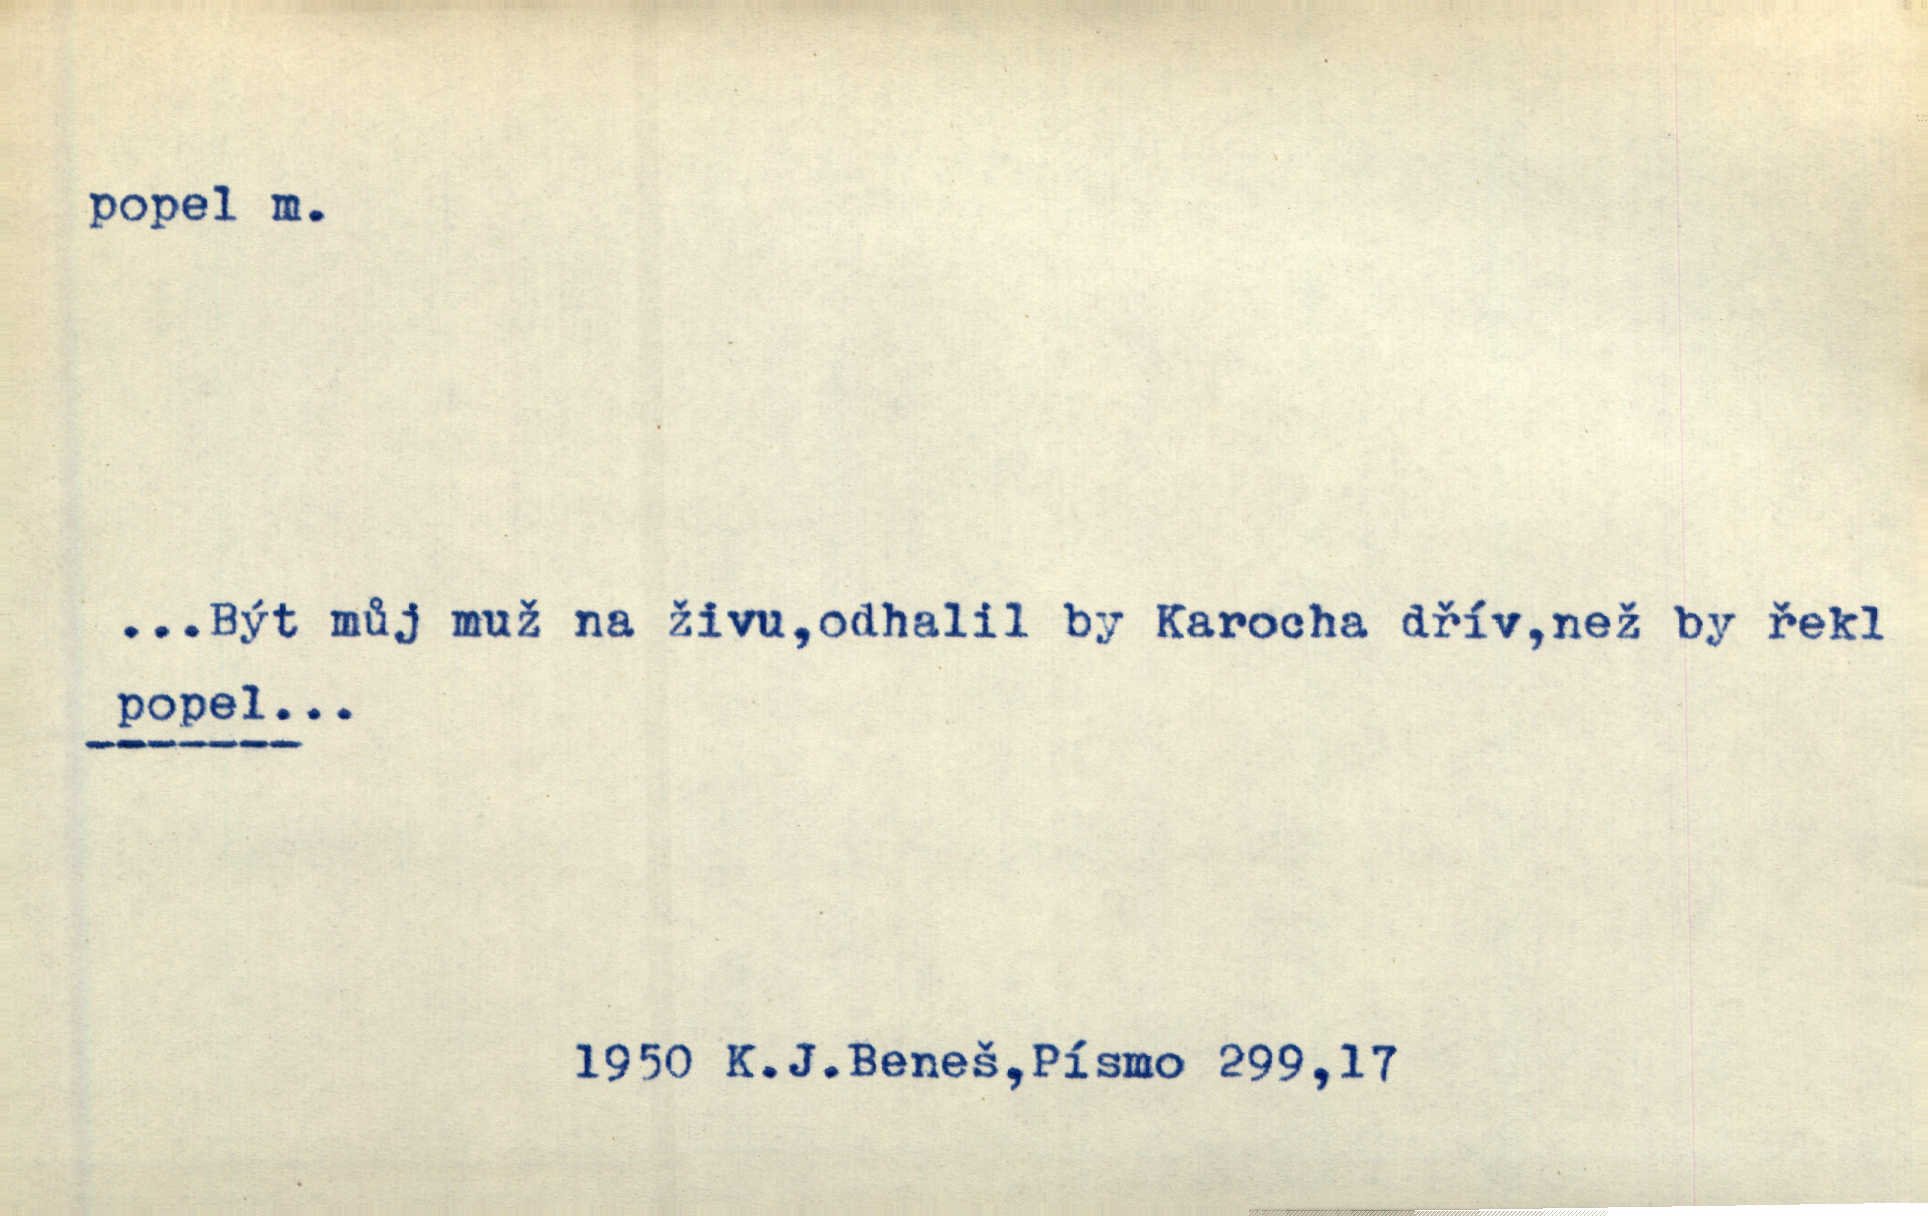 popel m.
...Být můj muž na živu,odhalil by Karocha dřív,než by řekl
popel...
1950 K.J.Beneš,Písmo 299,17